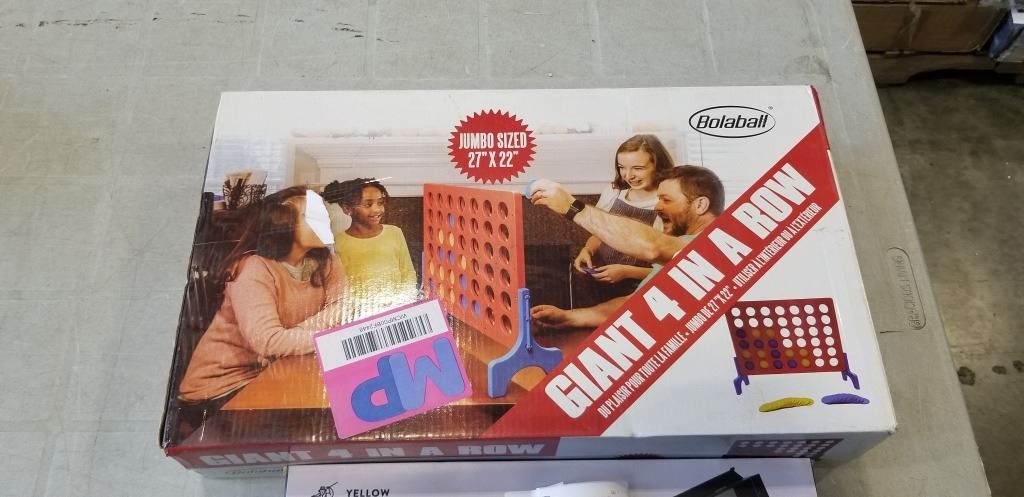 Bolaball
JUMBO SIZED
27" X 22"
GIANT 4 IN A ROW
DU PLAISIR POUR TOUTE LA FAMILLE • JUMBO DE 27"X 22" • UTILISER À L'INTÉRIEUR OU À L'EXTÉRIEUR
MP
GIANT 4 IN A ROW
YELLOW